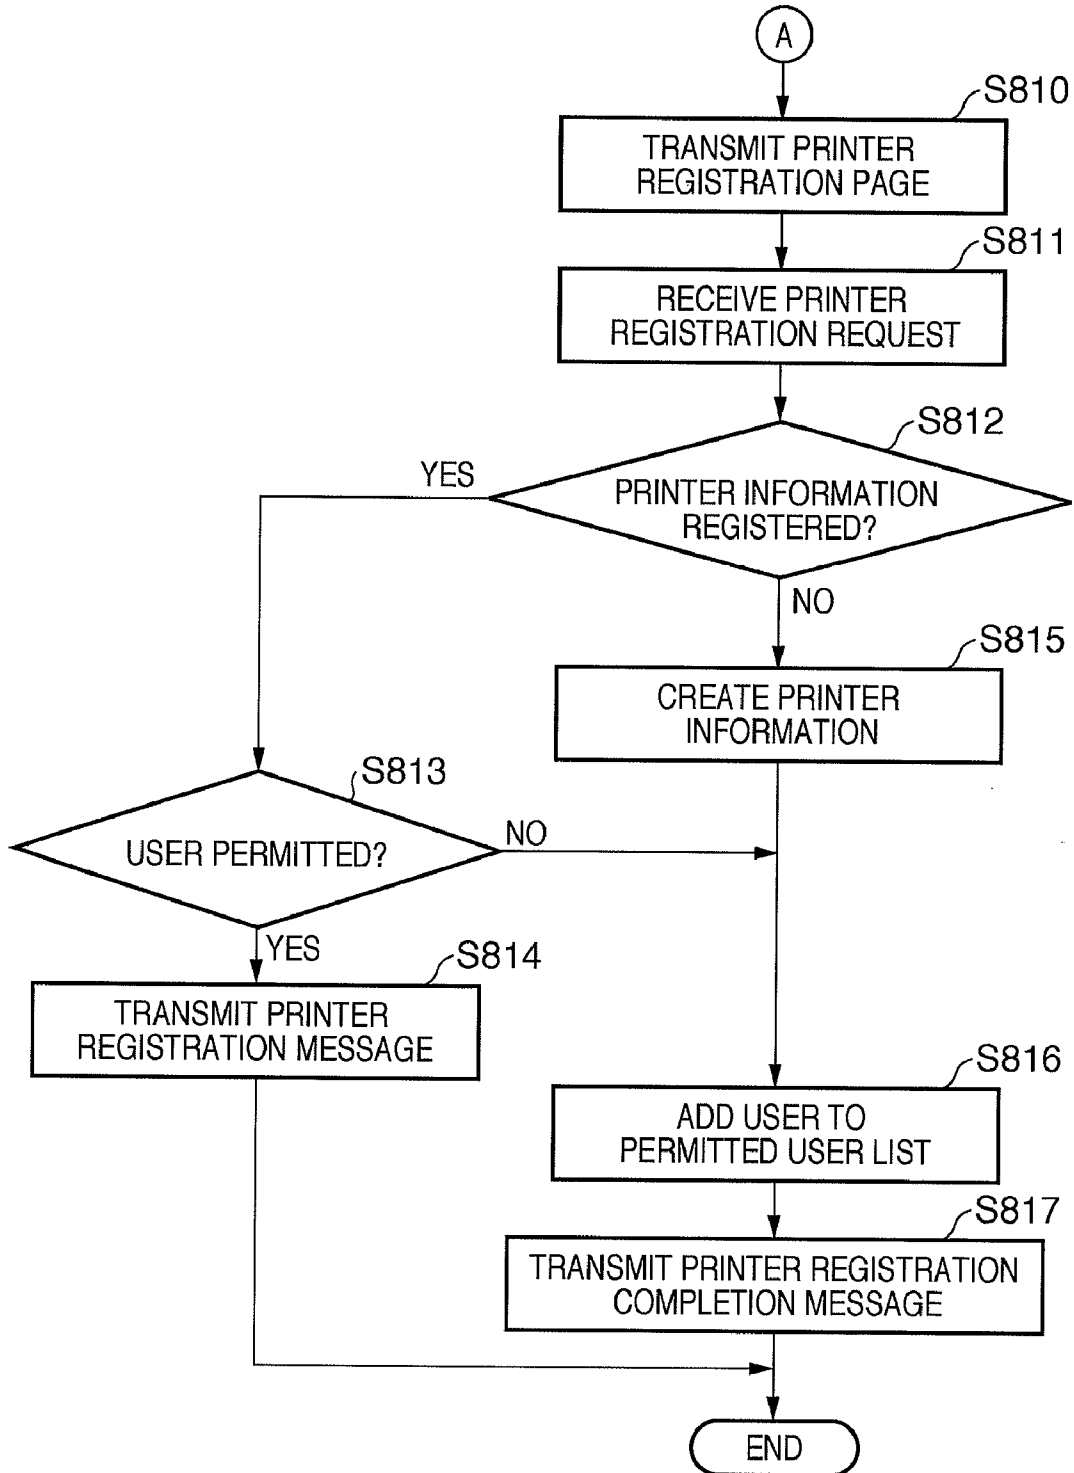 A
S810
TRANSMIT PRINTER
REGISTRATION PAGE
S811
RECEIVE PRINTER
REGISTRATION REQUEST
S812
YES
PRINTER INFORMATION
REGISTERED?
NO
S815
CREATE PRINTER
INFORMATION
S813
NO
USER PERMITTED?
YES
S814
TRANSMIT PRINTER
REGISTRATION MESSAGE
S816
ADD USER TO
PERMITTED USER LIST
S817
TRANSMIT PRINTER REGISTRATION
COMPLETION MESSAGE
END